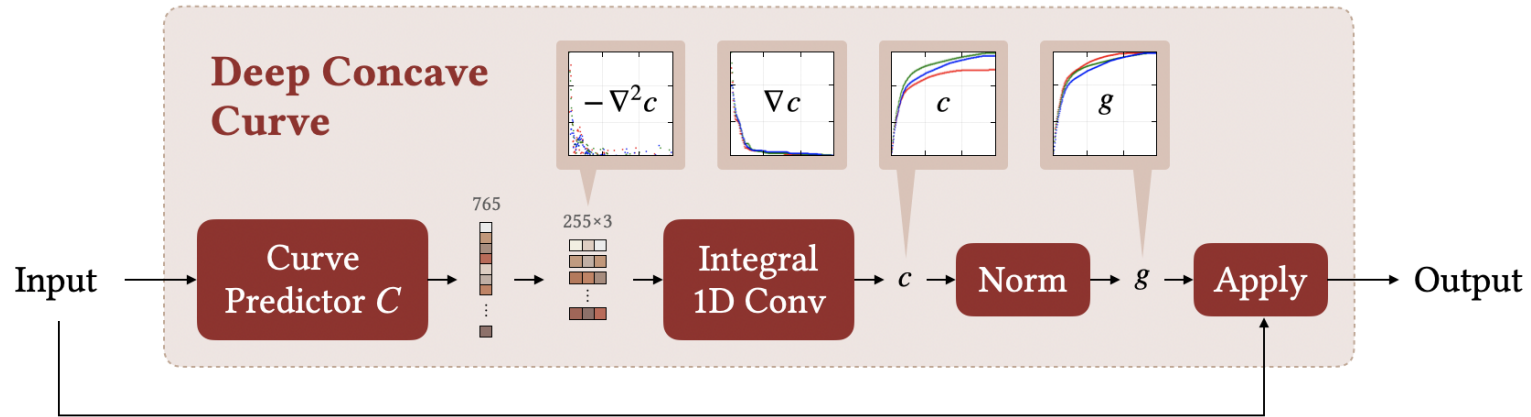 Deep Concave
Curve
−∇²c
∇c
c
g
765
255×3
Input
Curve
Predictor C
⋮
⋮
Integral
1D Conv
c
Norm
g
Apply
Output